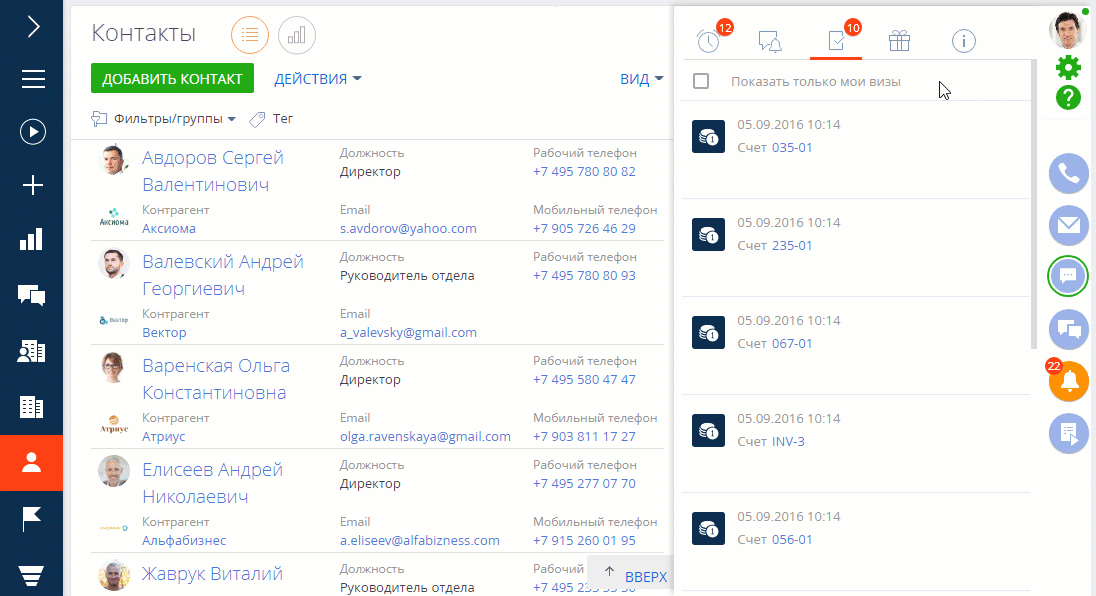 Контакты
12
10
ДОБАВИТЬ КОНТАКТ
ДЕЙСТВИЯ
ВИД
Показать только мои визы
?
Фильтры/группы
Тег
Авдоров Сергей
Валентинович
Должность
Директор
Рабочий телефон
+7 495 780 80 82
Контрагент
Аксиома
Email
s.avdorov@yahoo.com
Мобильный телефон
+7 905 726 46 29
Аксиома
Валевский Андрей
Георгиевич
Должность
Руководитель отдела
Рабочий телефон
+7 495 780 80 93
Контрагент
Вектор
Email
a_valevsky@gmail.com
Вектор
Варенская Ольга
Константиновна
Должность
Директор
Рабочий телефон
+7 495 580 47 47
Контрагент
Атриус
Email
olga.ravenskaya@gmail.com
Мобильный телефон
+7 903 811 17 27
Атриус
Елисеев Андрей
Николаевич
Должность
Директор
Рабочий телефон
+7 495 277 07 70
Контрагент
Альфабизнес
Email
a.eliseev@alfabizness.com
Мобильный телефон
+7 915 260 01 95
Жаврук Виталий
Должность
Руководитель отдела
Рабочий
+7 495
ВВЕРХ
05.09.2016 10:14
Счет 035-01
05.09.2016 10:14
Счет 235-01
05.09.2016 10:14
Счет 067-01
05.09.2016 10:14
Счет INV-3
05.09.2016 10:14
Счет 056-01
22